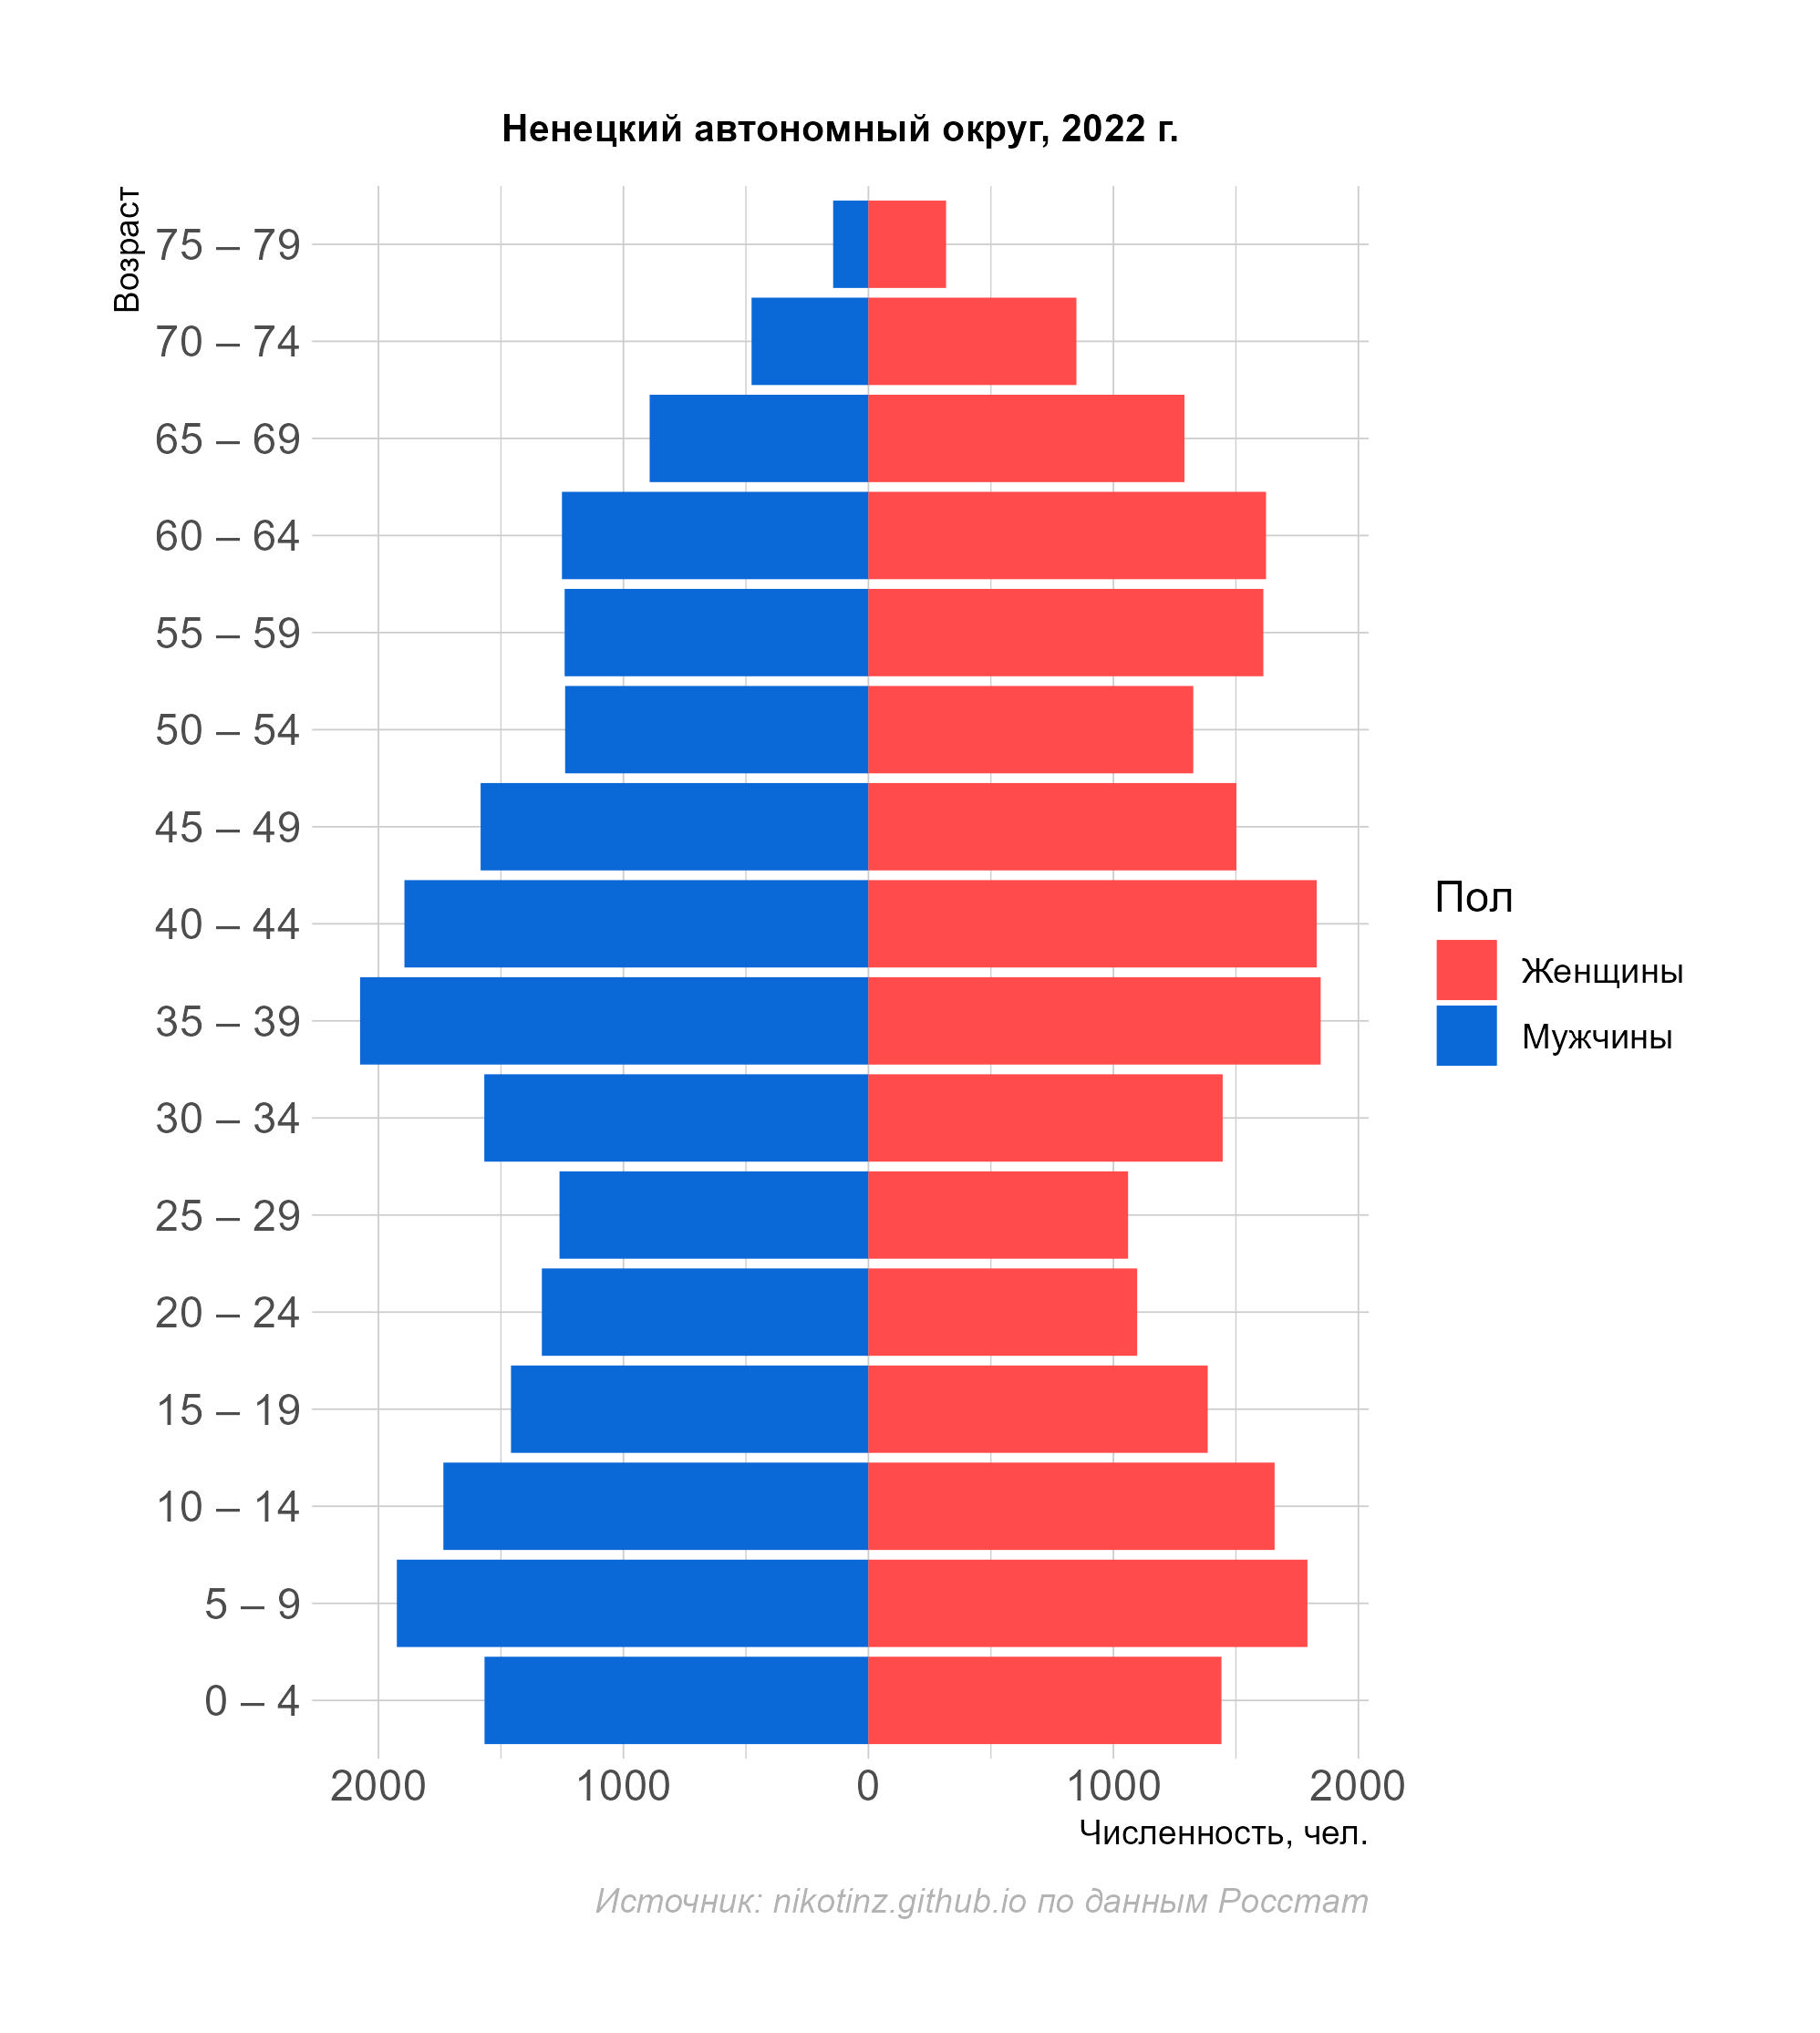 Ненецкий автономный округ, 2022 г.
Возраст
75 – 79
70 – 74
65 – 69
60 – 64
55 – 59
50 – 54
45 – 49
40 – 44
35 – 39
30 – 34
25 – 29
20 – 24
15 – 19
10 – 14
5 – 9
0 – 4
2000 1000 0 1000 2000
Численность, чел.
Пол
Женщины
Мужчины
Источник: nikotinz.github.io по данным Росстат